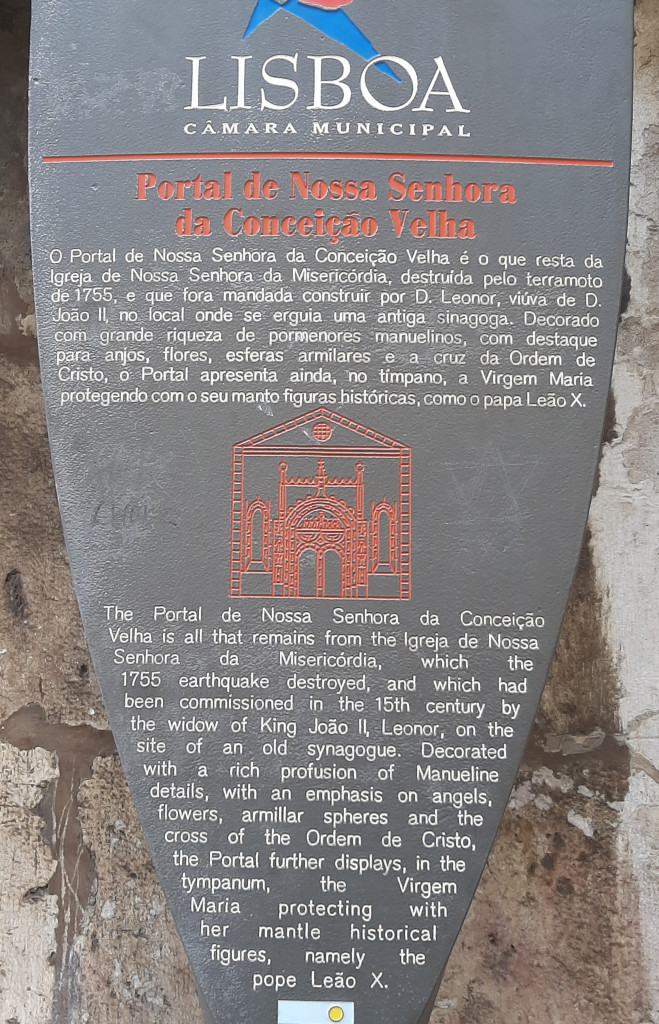 LISBOA
CÂMARA MUNICIPAL
Portal de Nossa Senhora
da Conceição Velha
O Portal de Nossa Senhora da Conceição Velha é o que resta da
Igreja de Nossa Senhora da Misericórdia, destruída pelo terramoto
de 1755, e que fora mandada construir por D. Leonor, viúva de D.
João II, no local onde se erguia uma antiga sinagoga. Decorado
com grande riqueza de pormenores manuelinos, com destaque
para anjos, flores, esferas armilares e a cruz da Ordem de
Cristo, o Portal apresenta ainda, no tímpano, a Virgem Maria
protegendo com o seu manto figuras históricas, como o papa Leão X.
The Portal de Nossa Senhora da Conceição
Velha is all that remains from the Igreja de Nossa
Senhora da Misericórdia, which the
1755 earthquake destroyed, and which had
been commissioned in the 15th century by
the widow of King João II, Leonor, on the
site of an old synagogue. Decorated
with a rich profusion of Manueline
details, with an emphasis on angels,
flowers, armillar spheres and the
cross of the Ordem de Cristo,
the Portal further displays, in the
tympanum, the Virgem
Maria protecting with
her mantle historical
figures, namely the
pope Leão X.